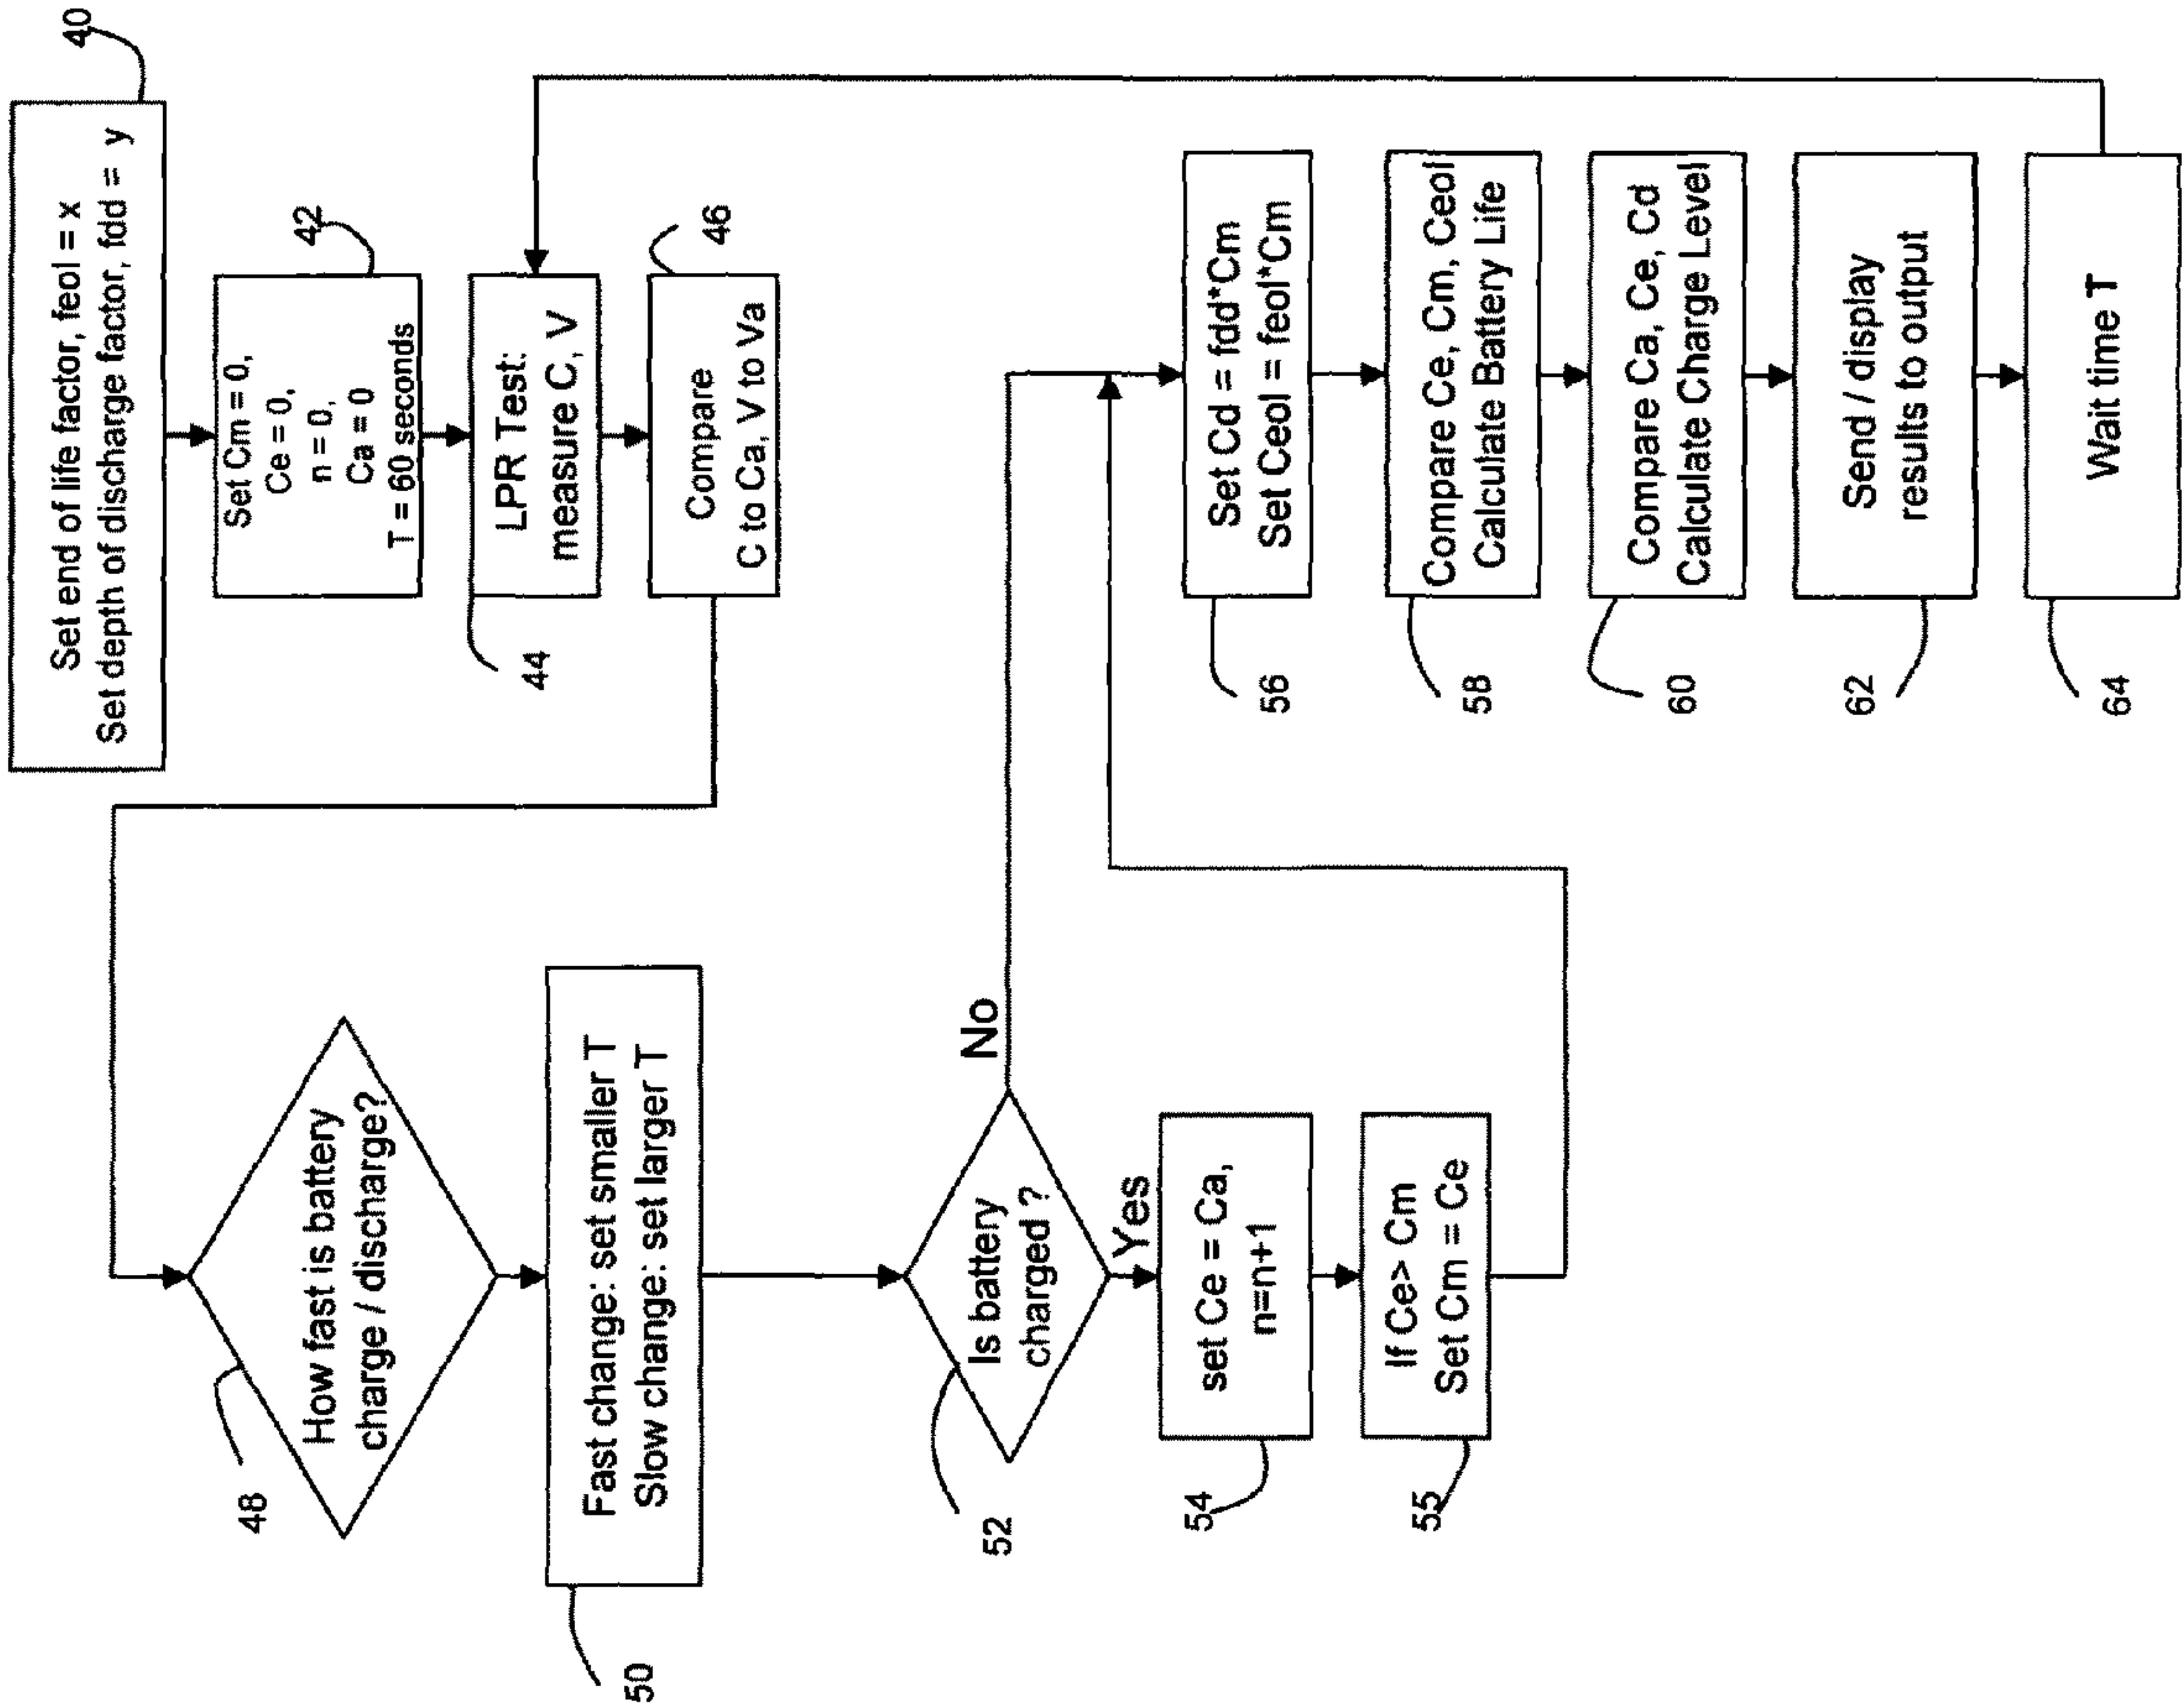 Set end of life factor, feol = x
Set depth of discharge factor, fdd = y
40
Set Cm = 0,
Ce = 0,
n = 0,
Ca = 0
T = 60 seconds
42
LPR Test:
measure C, V
44
Compare
C to Ca, V to Va
46
How fast is battery
charge / discharge?
48
Fast change: set smaller T
Slow change: set larger T
50
Is battery
charged ?
52
No
Yes
set Ce = Ca,
n=n+1
54
If Ce> Cm
Set Cm = Ce
55
Set Cd = fdd*Cm
Set Ceol = feol*Cm
56
Compare Ce, Cm, Ceol
Calculate Battery Life
58
Compare Ca, Ce, Cd
Calculate Charge Level
60
Send / display
results to output
62
Wait time T
64